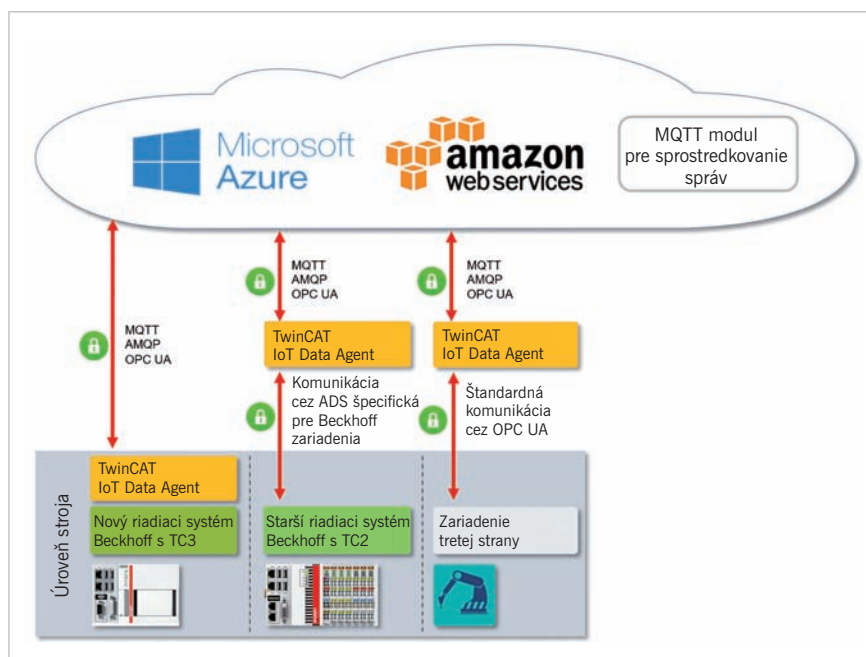 Microsoft
Azure
amazon
web services
MQTT modul
pre sprostredkovanie
správ
MQTT
AMQP
OPC UA
MQTT
AMQP
OPC UA
MQTT
AMQP
OPC UA
TwinCAT
IoT Data Agent
TwinCAT
IoT Data Agent
Komunikácia
cez ADS špecifická
pre Beckhoff
zariadenia
Štandardná
komunikácia
cez OPC UA
Úroveň stroja
TwinCAT
IoT Data Agent
Nový riadiaci systém
Beckhoff s TC3
Starší riadiaci systém
Beckhoff s TC2
Zariadenie
tretej strany